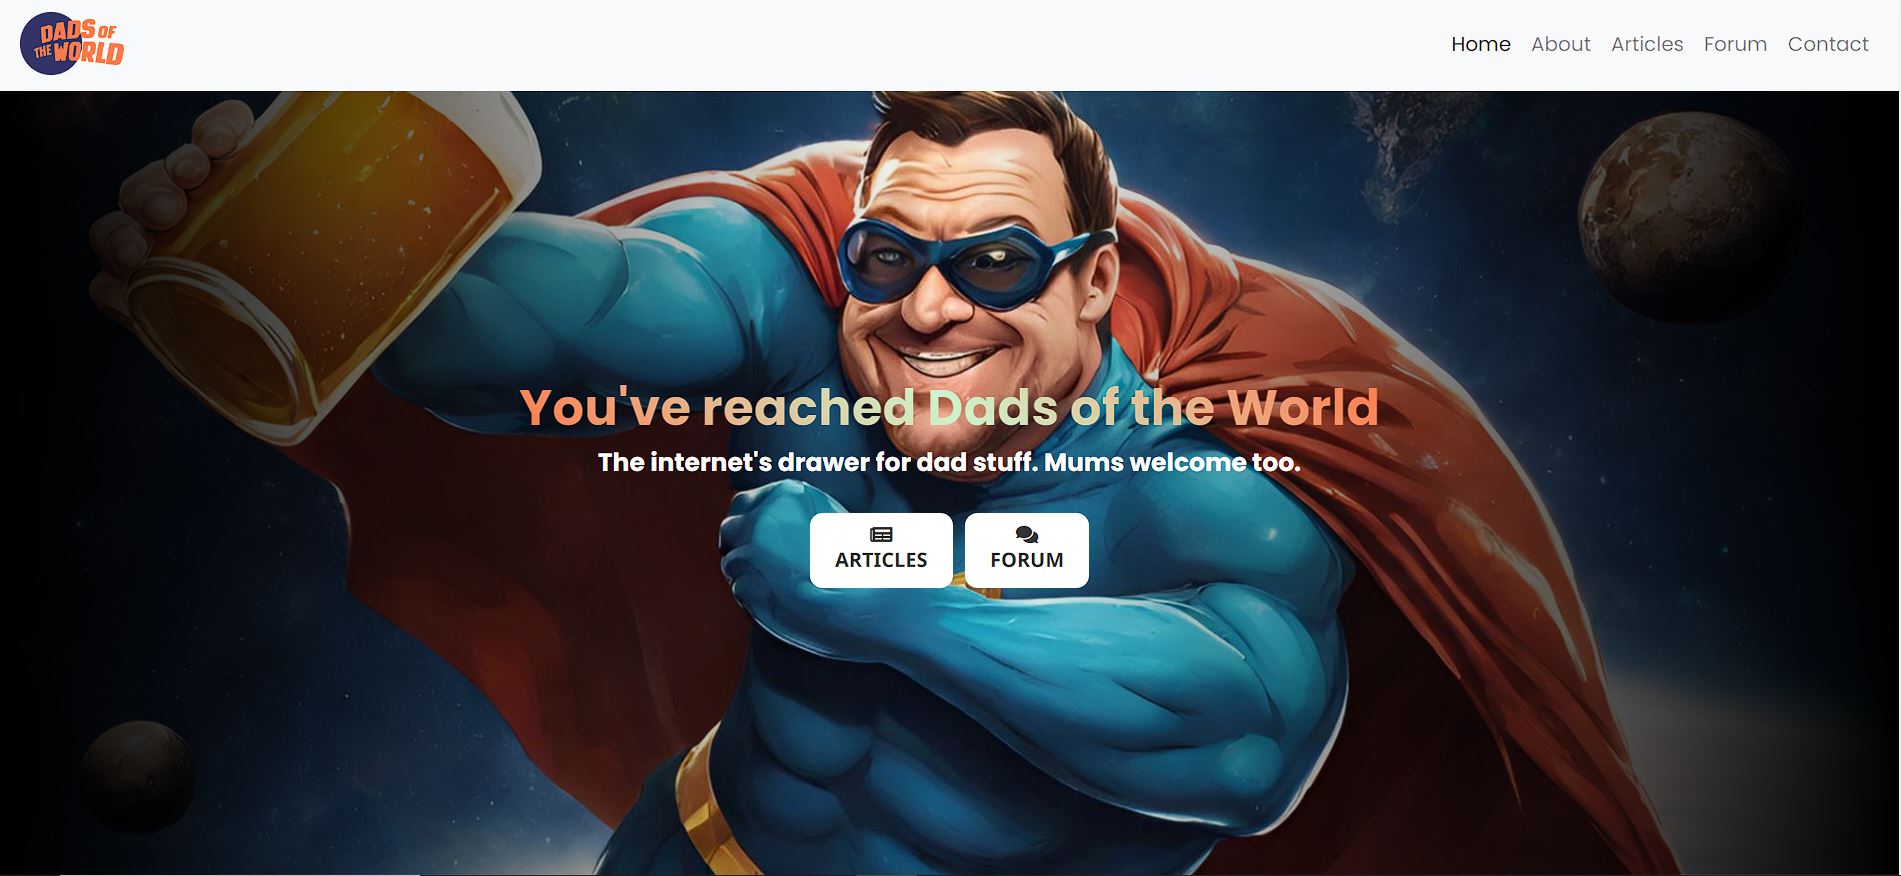 DADS OF
THE WORLD
Home About Articles Forum Contact
You've reached Dads of the World
The internet's drawer for dad stuff. Mums welcome too.
ARTICLES FORUM